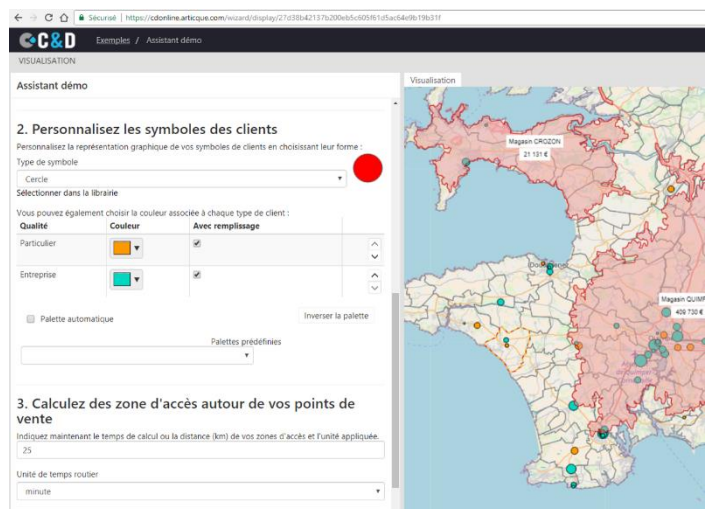 Sécurisé | https://cdonline.articque.com/wizard/display/27d38b42137b200eb5c605f61d5ac64e9b19b31f
C&D Exemples / Assistant démo
VISUALISATION
Assistant démo
Visualisation
2. Personnalisez les symboles des clients
Personnalisez la représentation graphique de vos symboles de clients en choisissant leur forme :
Type de symbole
Cercle
Sélectionner dans la librairie
Vous pouvez également choisir la couleur associée à chaque type de client :
Qualité Couleur Avec remplissage
Particulier
Entreprise
Palette automatique
Inverser la palette
Palettes prédéfinies
3. Calculez des zone d'accès autour de vos points de
vente
Indiquez maintenant le temps de calcul ou la distance (km) de vos zones d'accès et l'unité appliquée.
25
Unité de temps routier
minute
Magasin CROZON
21 131 €
Magasin QUIMP
409 730 €